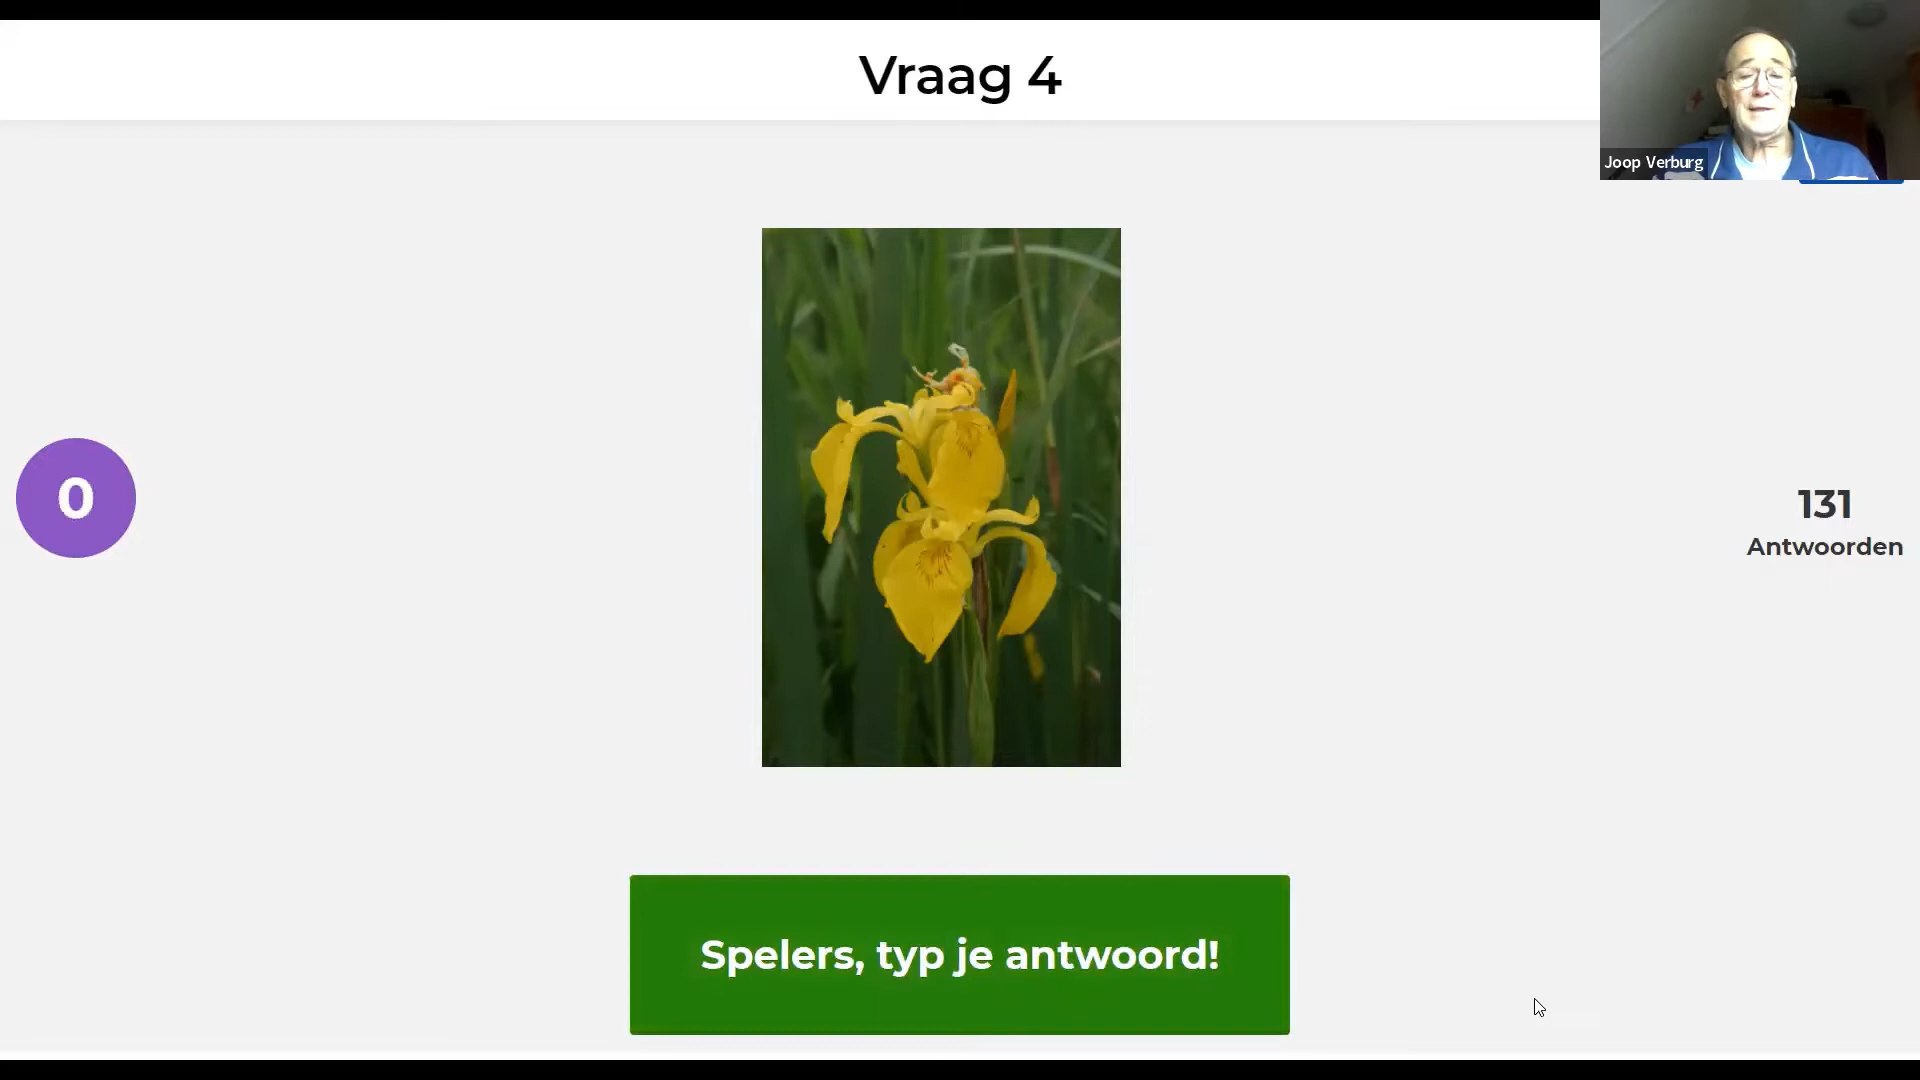 Vraag 4
Joop Verburg
0
131
Antwoorden
Spelers, typ je antwoord!